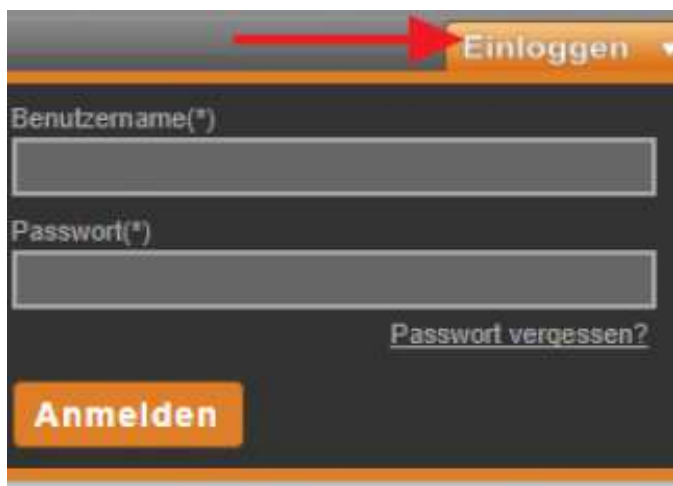 Einloggen
Benutzername(*)
Passwort(*)
Passwort vergessen?
Anmelden